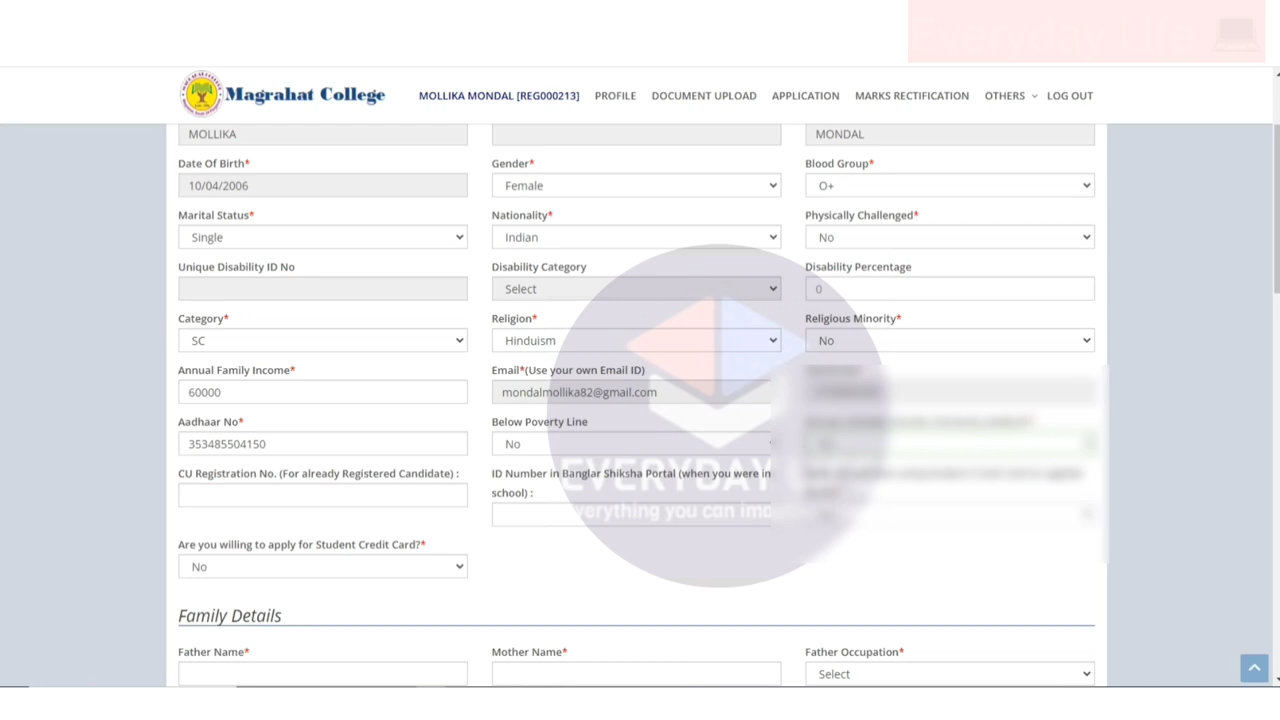 Magrahat College
MOLLIKA MONDAL [REG000213] PROFILE DOCUMENT UPLOAD APPLICATION MARKS RECTIFICATION OTHERS LOG OUT
MOLLIKA MONDAL
Date Of Birth* Gender* Blood Group*
10/04/2006 Female O+
Marital Status* Nationality* Physically Challenged*
Single Indian No
Unique Disability ID No Disability Category Disability Percentage
Select 0
Category* Religion* Religious Minority*
SC Hinduism No
Annual Family Income* Email*(Use your own Email ID)
60000 mondalmollika82@gmail.com
Aadhaar No* Below Poverty Line
353485504150 No
CU Registration No. (For already Registered Candidate) : ID Number in Banglar Shiksha Portal (when you were in
school) :
EVERYDAY
everything you can
Are you willing to apply for Student Credit Card?*
No
Family Details
Father Name* Mother Name* Father Occupation*
Select